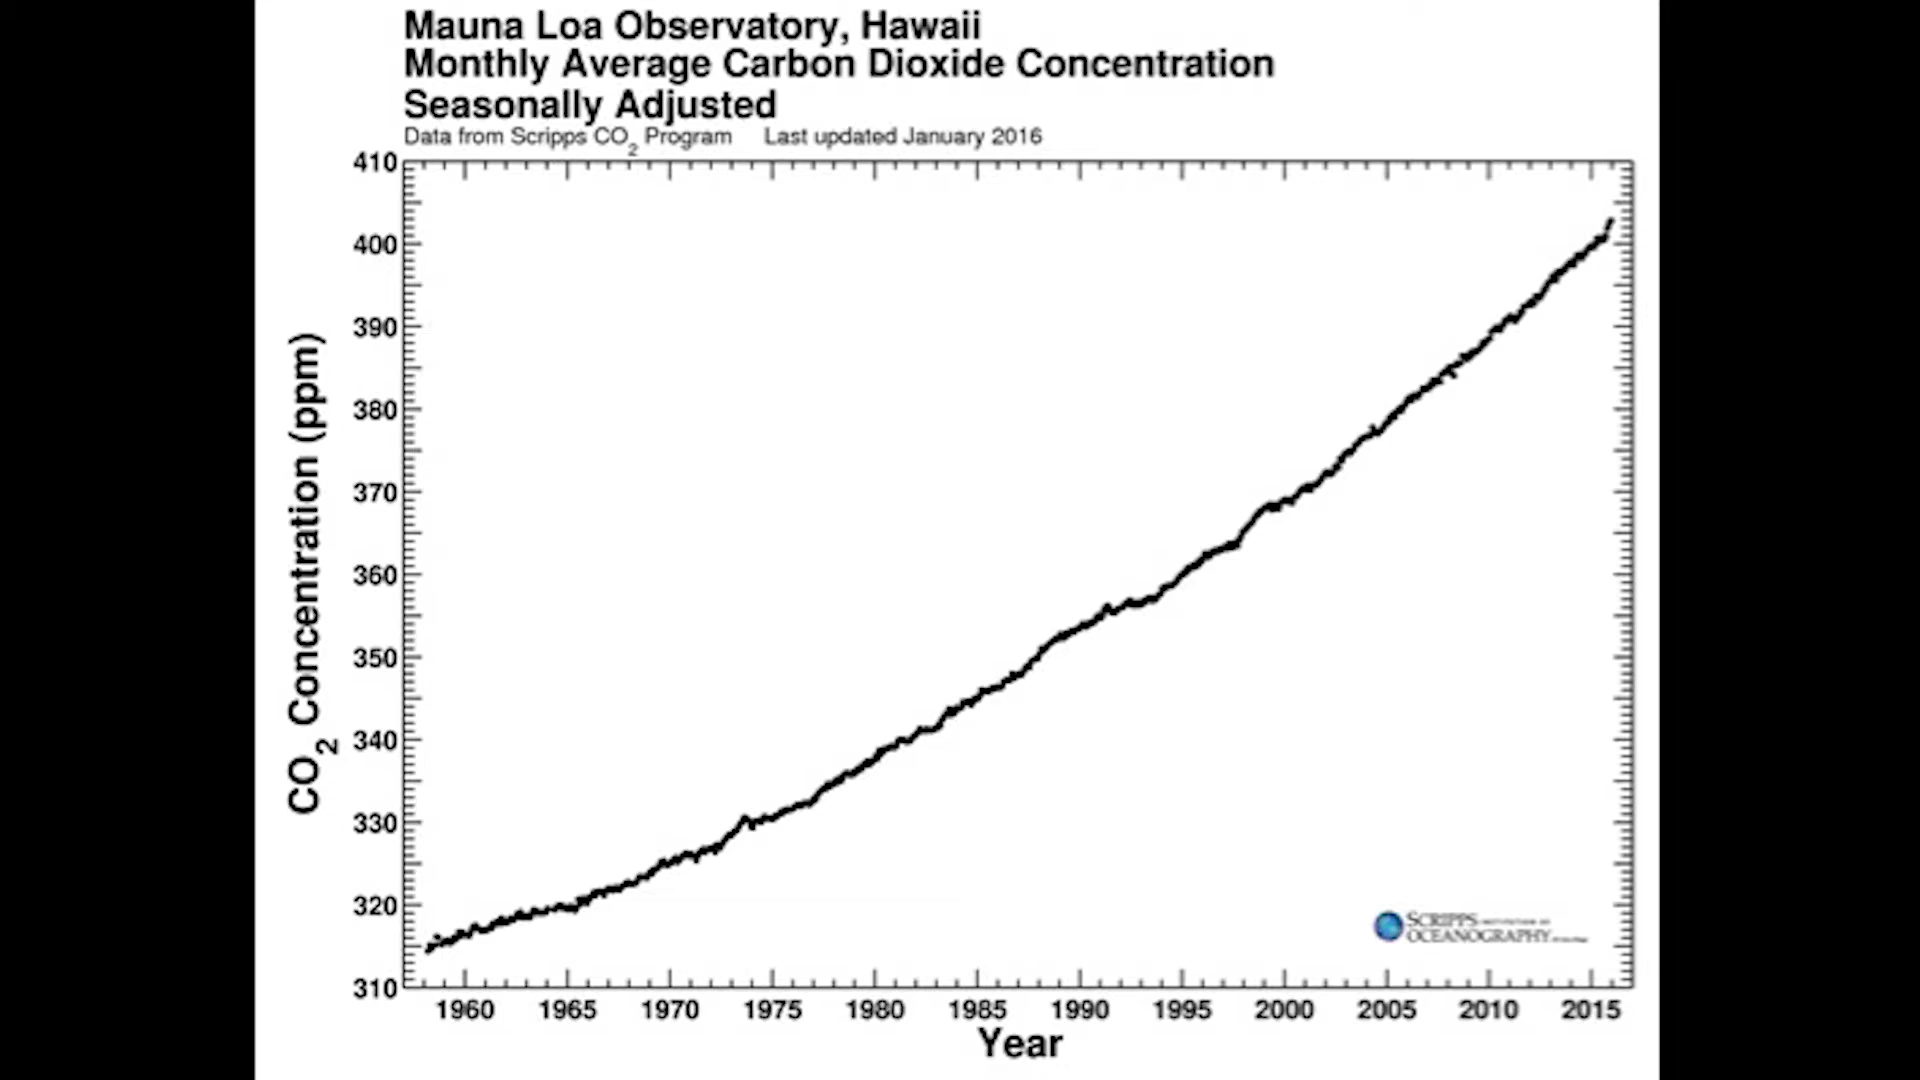 Mauna Loa Observatory, Hawaii
Monthly Average Carbon Dioxide Concentration
Seasonally Adjusted
Data from Scripps CO2 Program Last updated January 2016
CO2 Concentration (ppm)
410
400
390
380
370
360
350
340
330
320
310
1960 1965 1970 1975 1980 1985 1990 1995 2000 2005 2010 2015
Year
SCRIPPS
OCEANOGRAPHY